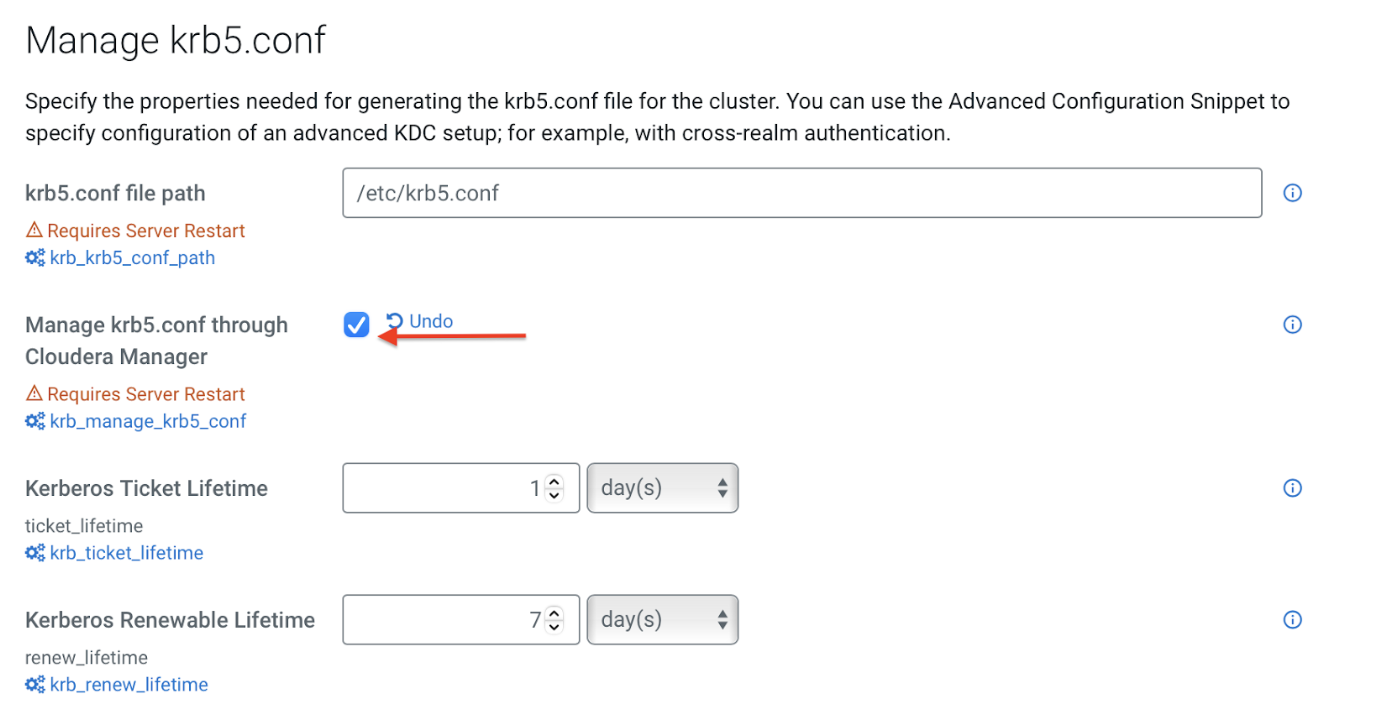 Manage krb5.conf
Specify the properties needed for generating the krb5.conf file for the cluster. You can use the Advanced Configuration Snippet to
specify configuration of an advanced KDC setup; for example, with cross-realm authentication.
krb5.conf file path
/etc/krb5.conf
Requires Server Restart
krb_krb5_conf_path
Manage krb5.conf through
Cloudera Manager
Undo
Requires Server Restart
krb_manage_krb5_conf
Kerberos Ticket Lifetime
1 day(s)
ticket_lifetime
krb_ticket_lifetime
Kerberos Renewable Lifetime
7 day(s)
renew_lifetime
krb_renew_lifetime